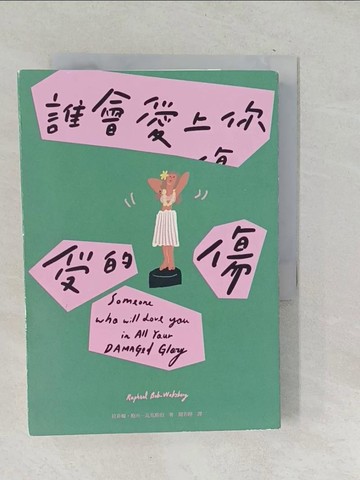 誰會愛上你
受的
傷
Someone
who will Love you
in All Your
DAMAGED Glory
Raphael Bob-Waksberg